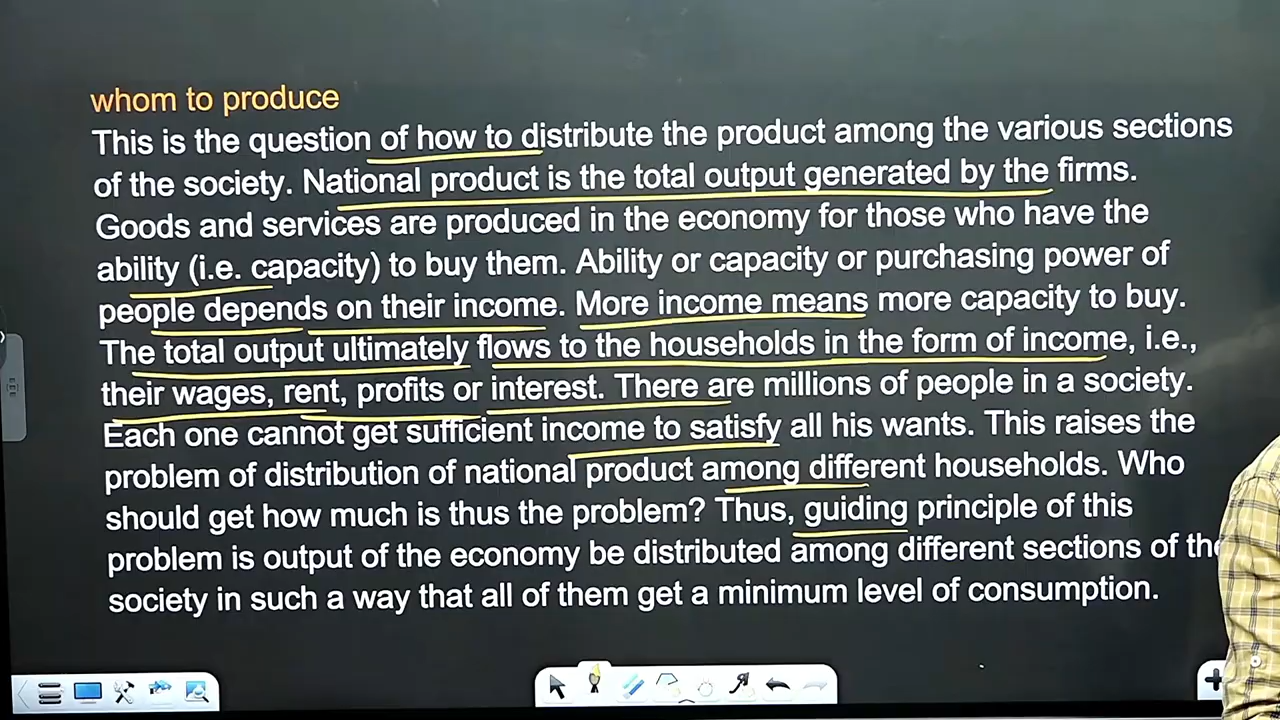 whom to produce
This is the question of how to distribute the product among the various sections
of the society. National product is the total output generated by the firms.
Goods and services are produced in the economy for those who have the
ability (i.e. capacity) to buy them. Ability or capacity or purchasing power of
people depends on their income. More income means more capacity to buy.
The total output ultimately flows to the households in the form of income, i.e.,
their wages, rent, profits or interest. There are millions of people in a society.
Each one cannot get sufficient income to satisfy all his wants. This raises the
problem of distribution of national product among different households. Who
should get how much is thus the problem? Thus, guiding principle of this
problem is output of the economy be distributed among different sections of the
society in such a way that all of them get a minimum level of consumption.